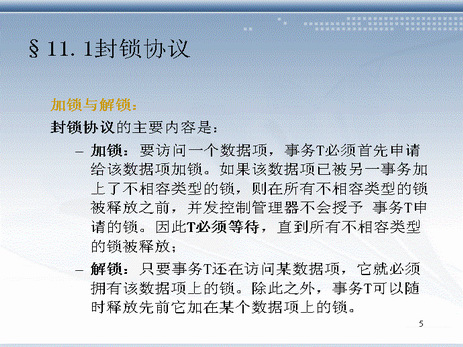 §11.1封锁协议
加锁与解锁：
封锁协议的主要内容是：
– 加锁：要访问一个数据项，事务T必须首先申请
给该数据项加锁。如果该数据项已被另一事务加
上了不相容类型的锁，则在所有不相容类型的锁
被释放之前，并发控制管理器不会授予 事务T申
请的锁。因此T必须等待，直到所有不相容类型
的锁被释放；
– 解锁：只要事务T还在访问某数据项，它就必须
拥有该数据项上的锁。除此之外，事务T可以随
时释放先前它加在某个数据项上的锁。
5